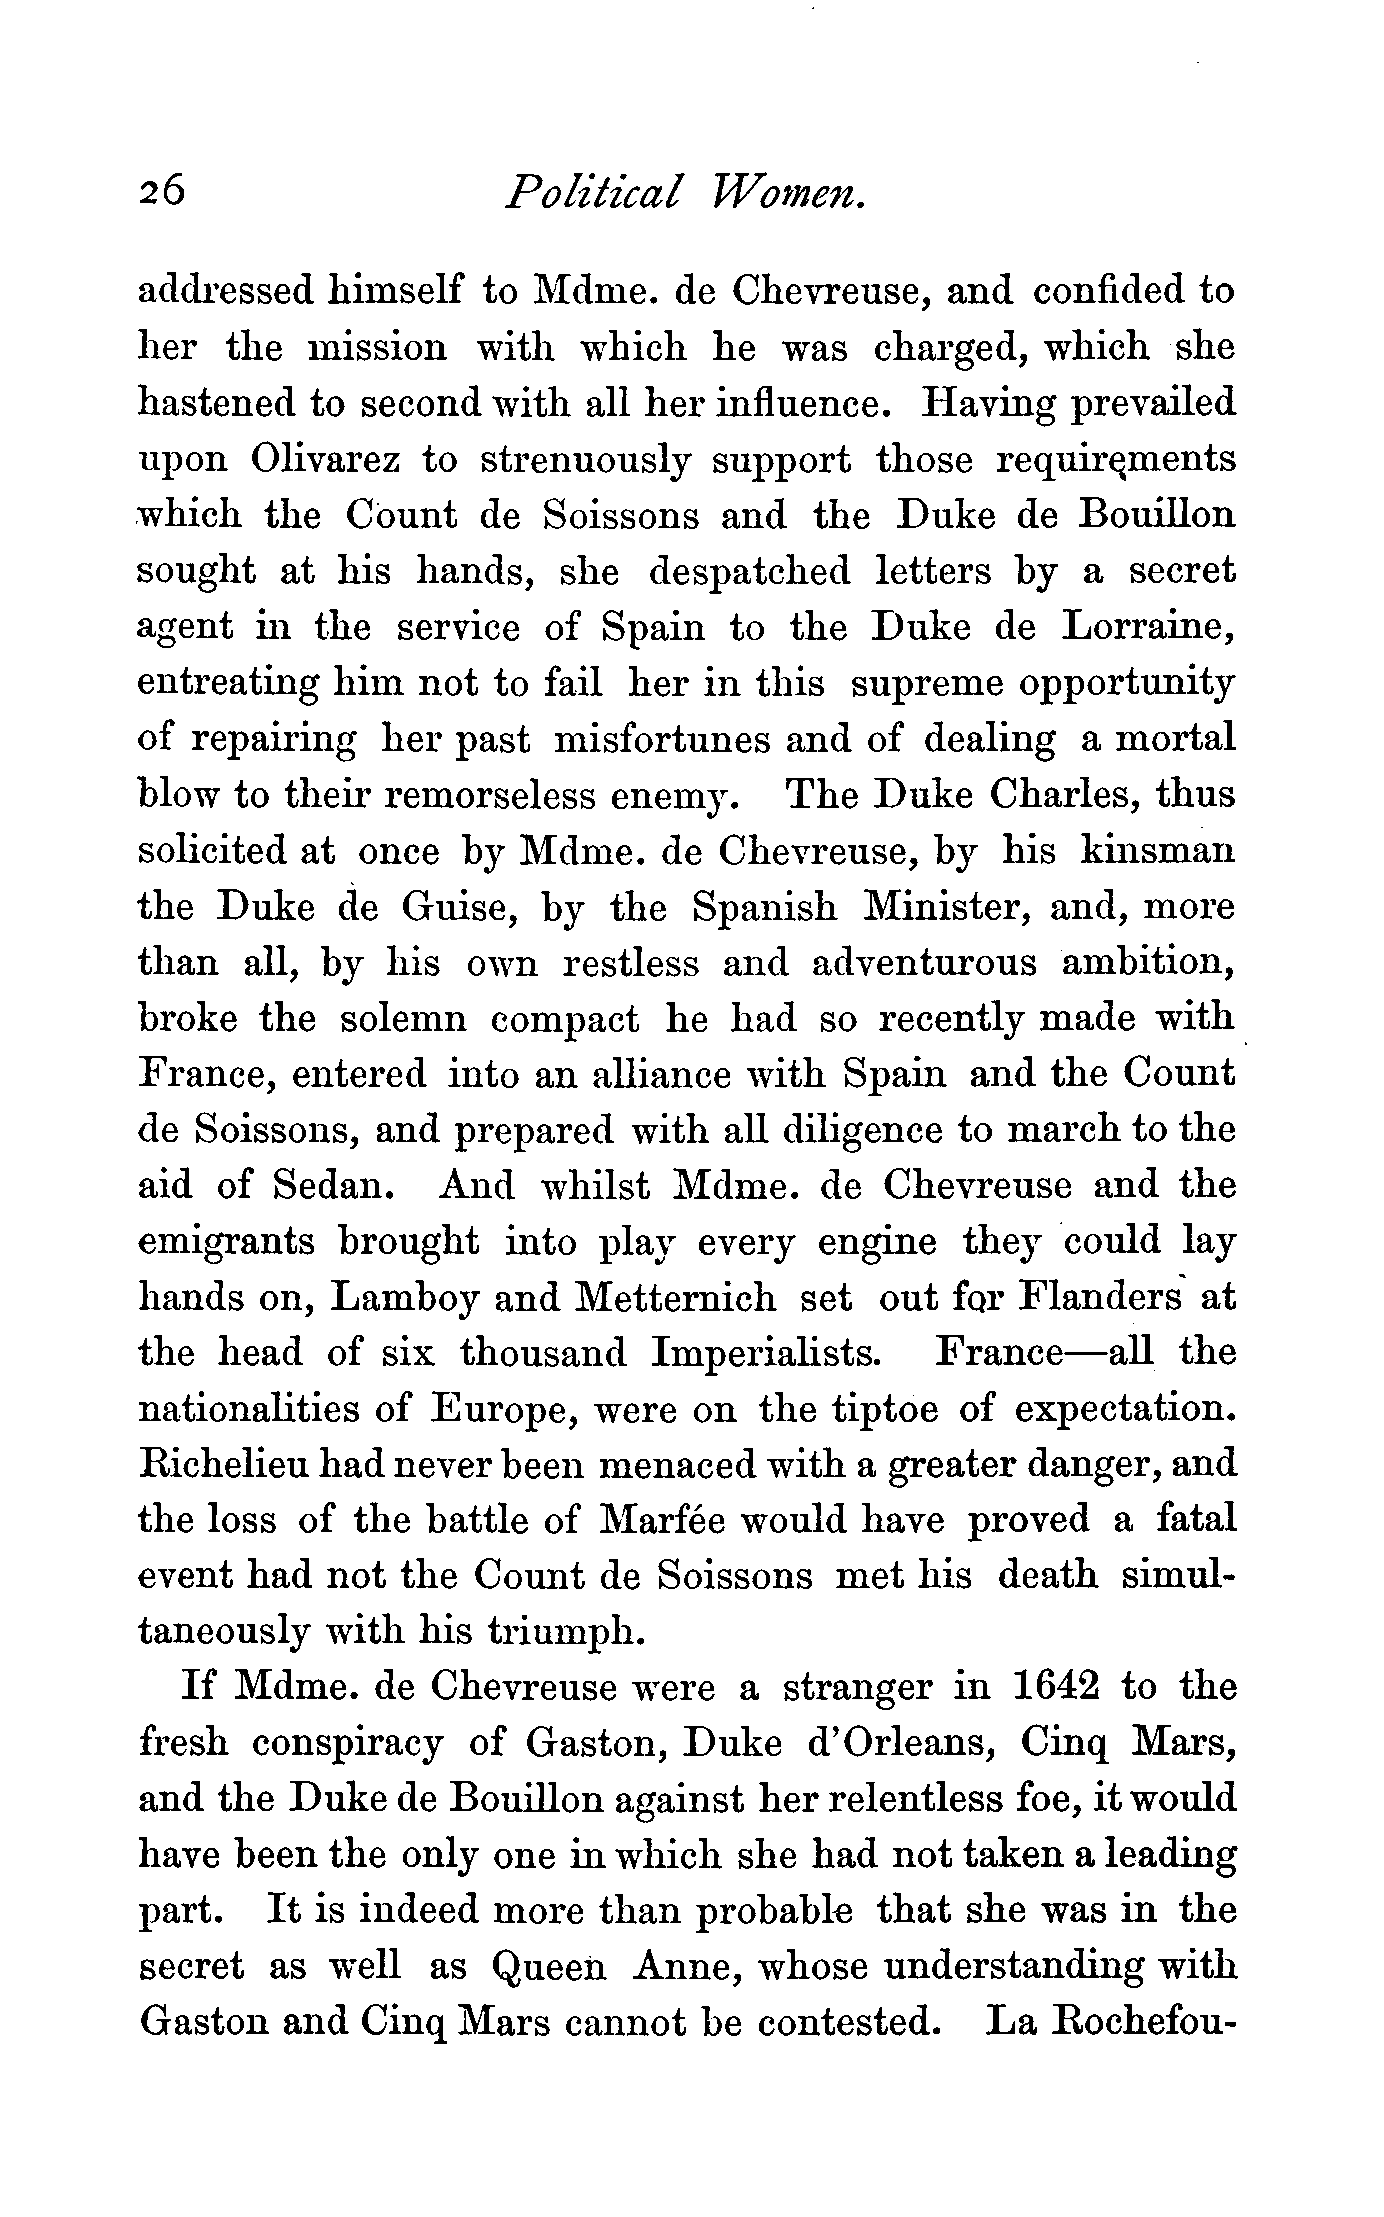 26 Political Women.
addressed himself to Mdme. de Chevreuse, and confided to
her the mission with which he was charged, which she
hastened to second with all her influence. Having prevailed
upon Olivarez to strenuously support those requirements
which the Count de Soissons and the Duke de Bouillon
sought at his hands, she despatched letters by a secret
agent in the service of Spain to the Duke de Lorraine,
entreating him not to fail her in this supreme opportunity
of repairing her past misfortunes and of dealing a mortal
blow to their remorseless enemy. The Duke Charles, thus
solicited at once by Mdme. de Chevreuse, by his kinsman
the Duke de Guise, by the Spanish Minister, and, more
than all, by his own restless and adventurous ambition,
broke the solemn compact he had so recently made with
France, entered into an alliance with Spain and the Count
de Soissons, and prepared with all diligence to march to the
aid of Sedan. And whilst Mdme. de Chevreuse and the
emigrants brought into play every engine they could lay
hands on, Lamboy and Metternich set out for Flanders at
the head of six thousand Imperialists. France—all the
nationalities of Europe, were on the tiptoe of expectation.
Richelieu had never been menaced with a greater danger, and
the loss of the battle of Marfée would have proved a fatal
event had not the Count de Soissons met his death simul-
taneously with his triumph.
If Mdme. de Chevreuse were a stranger in 1642 to the
fresh conspiracy of Gaston, Duke d'Orleans, Cinq Mars,
and the Duke de Bouillon against her relentless foe, it would
have been the only one in which she had not taken a leading
part. It is indeed more than probable that she was in the
secret as well as Queen Anne, whose understanding with
Gaston and Cinq Mars cannot be contested. La Rochefou-